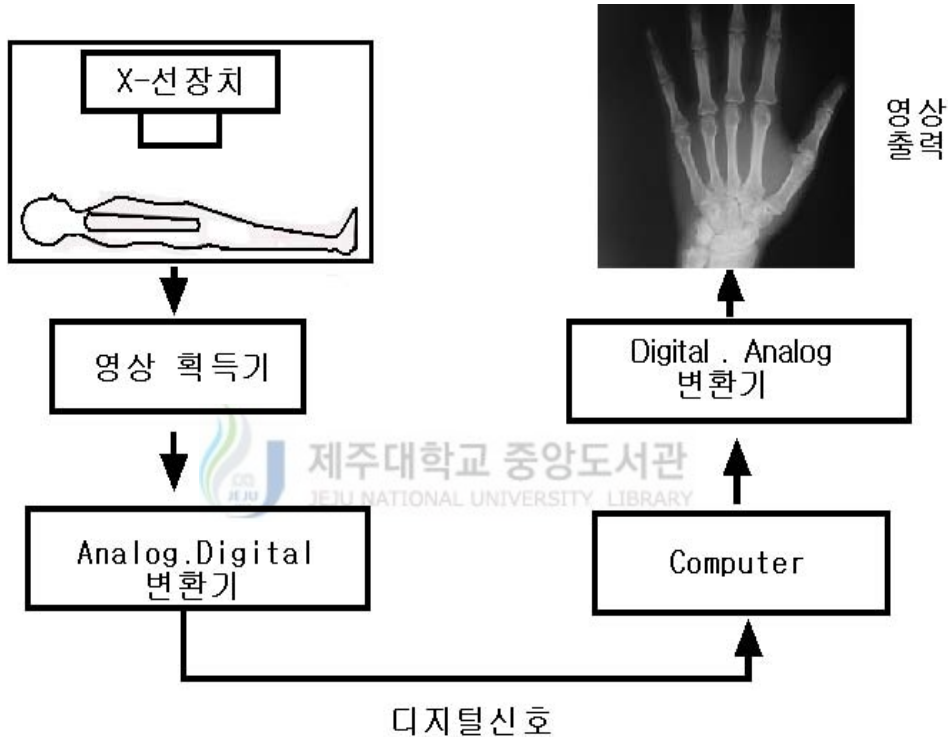 X-선장치
영상
출력
영상 획득기
Digital . Analog
변환기
제주대학교 중앙도서관
JEJU NATIONAL UNIVERSITY LIBRARY
JEJU
Analog.Digital
변환기
Computer
디지털신호